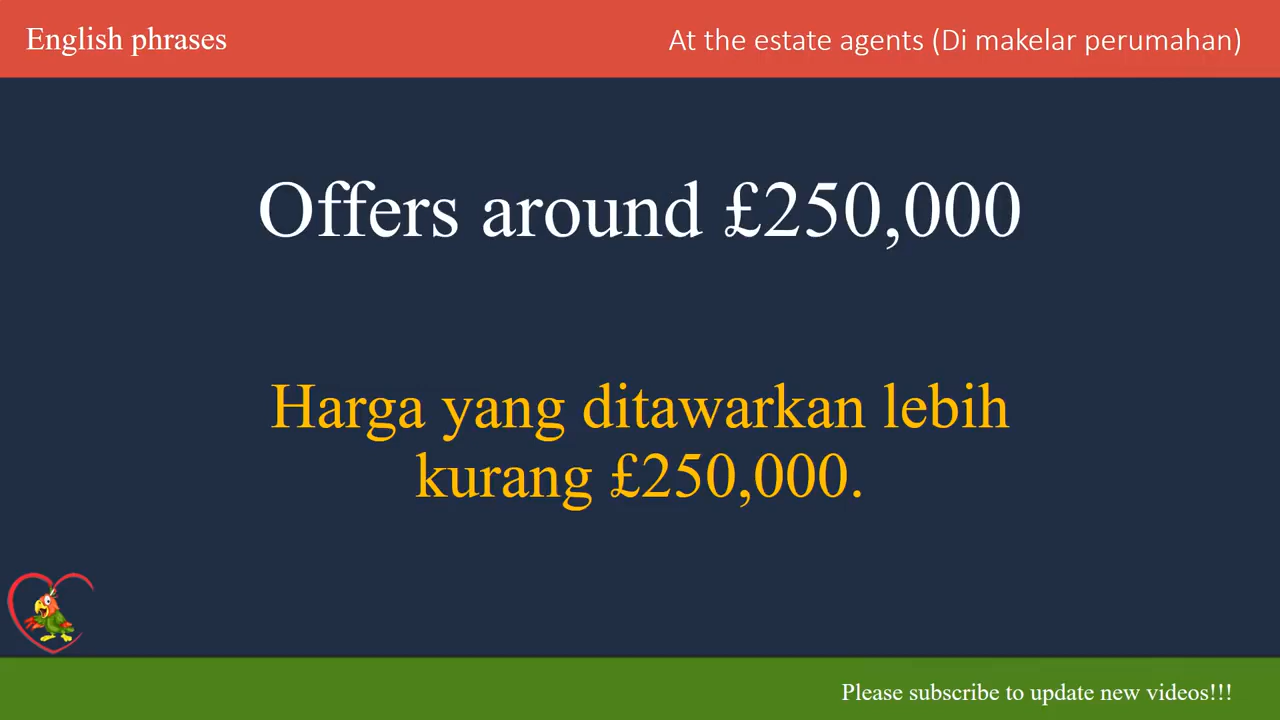 English phrases
At the estate agents (Di makelar perumahan)
Offers around £250,000
Harga yang ditawarkan lebih
kurang £250,000.
Please subscribe to update new videos!!!